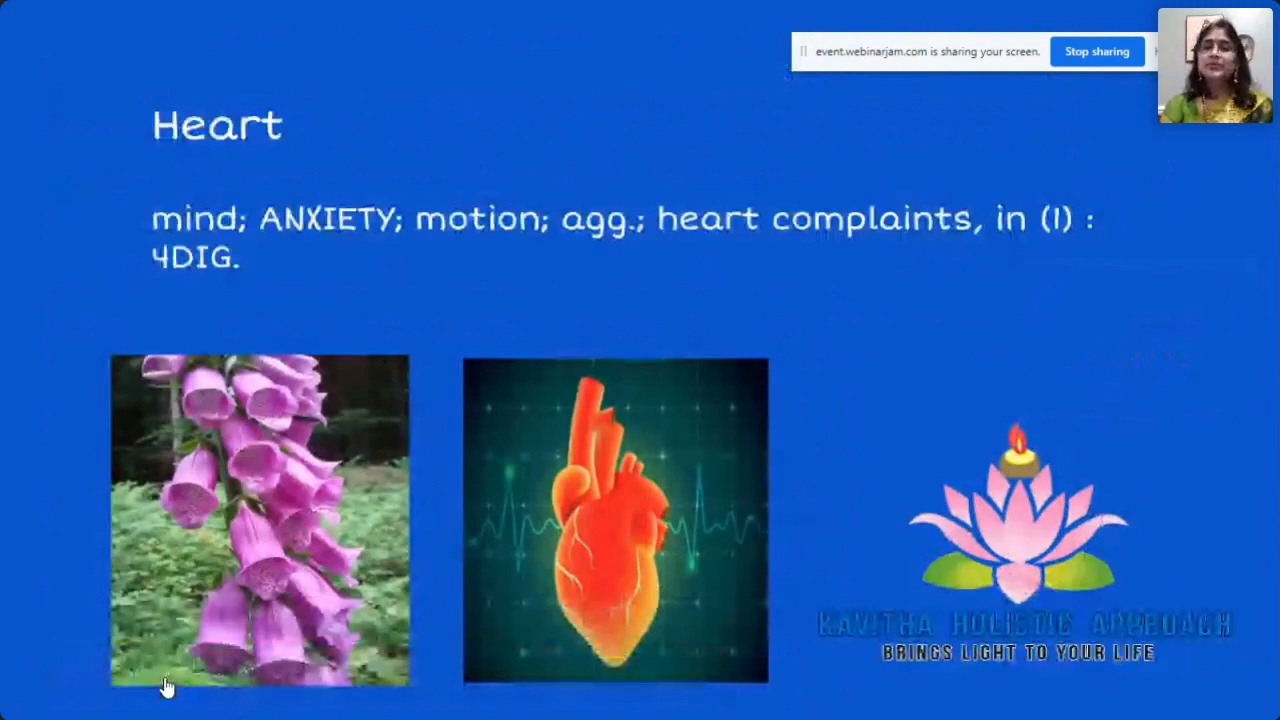 event.webinarjam.com is sharing your screen. Stop sharing
Heart
mind; ANXIETY; motion; agg.; heart complaints, in (1) :
4DIG.
KAVITHA HOLISTIC APPROACH
BRINGS LIGHT TO YOUR LIFE